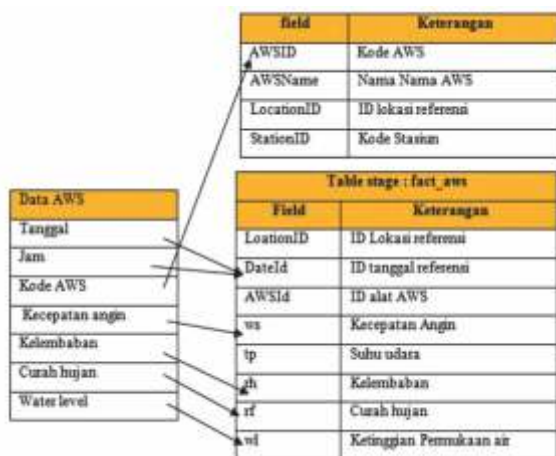 field Keterangan
AWSID Kode AWS
AWSName Nama Nama AWS
LocationID ID lokasi referensi
StationID Kode Stasiun
Table stage : fact_aws
Field Keterangan
LoationID ID Lokasi referensi
DateId ID tanggal referensi
AWSId ID alat AWS
ws Kecepatan Angin
tp Suhu udara
rh Kelembaban
rf Curah hujan
wl Ketinggian Permukaan air
Data AWS
Tanggal
Jam
Kode AWS
Kecepatan angin
Kelembaban
Curah hujan
Water level